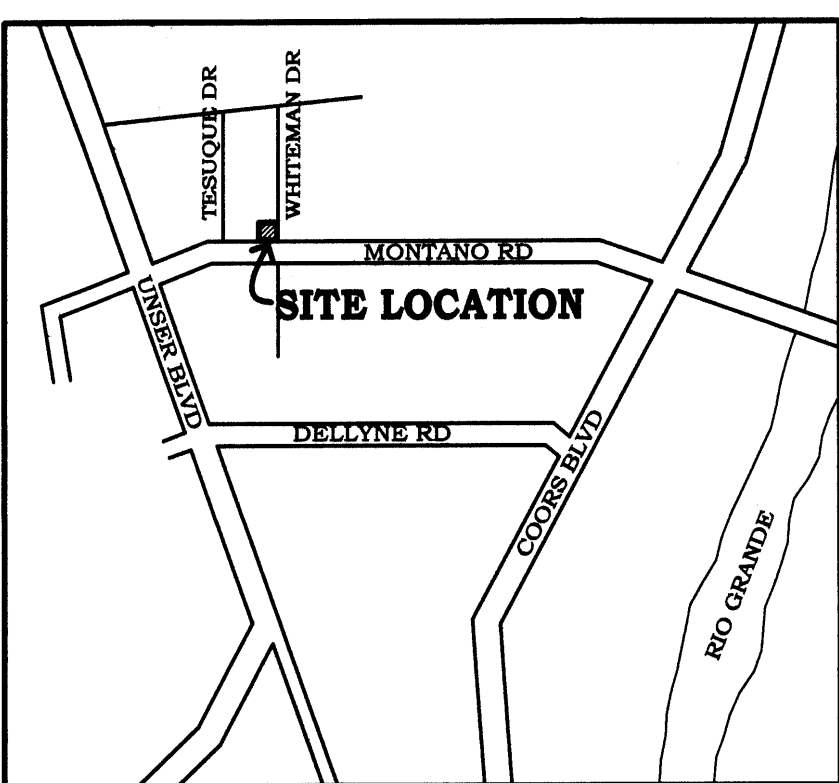 TESUQUE DR
WHITEMAN DR
MONTANO RD
SITE LOCATION
UNSER BLVD
DELLYNE RD
COORS BLVD
RIO GRANDE